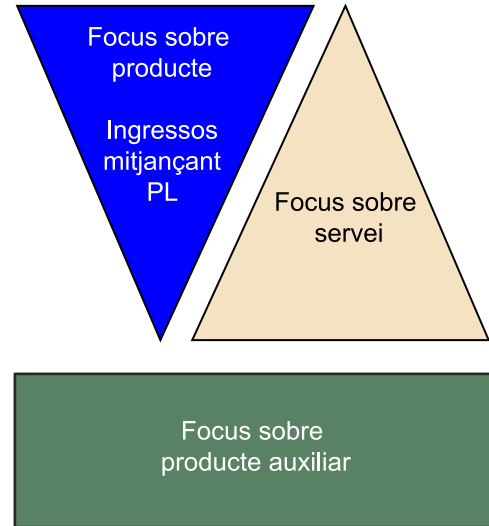 Focus sobre
producte
Ingressos
mitjançant
PL
Focus sobre
servei
Focus sobre
producte auxiliar